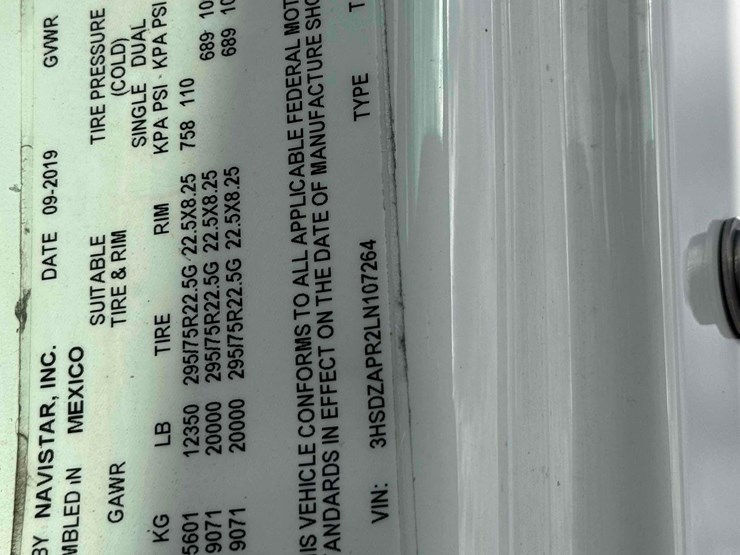 BY NAVISTAR, INC. DATE 09-2019 GVWR
MBLED IN MEXICO
GAWR SUITABLE TIRE PRESSURE
TIRE & RIM (COLD)
SINGLE DUAL
KG LB TIRE RIM KPA PSI - KPA PSI
5601 12350 295/75R22.5G 22.5X8.25 758 110
9071 20000 295/75R22.5G 22.5X8.25 689 10
9071 20000 295/75R22.5G 22.5X8.25 689 10
IS VEHICLE CONFORMS TO ALL APPLICABLE FEDERAL MOT
ANDARDS IN EFFECT ON THE DATE OF MANUFACTURE SHO
VIN: 3HSDZAPR2LN107264 TYPE T